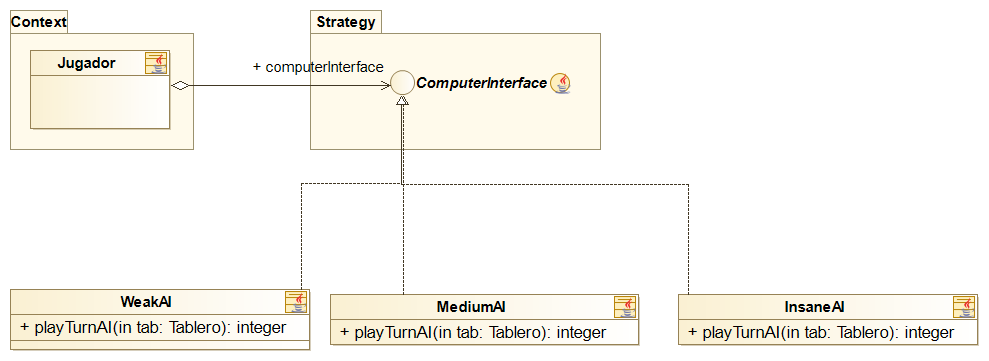 Context
Strategy
Jugador
+ computerInterface
ComputerInterface
WeakAI
+ playTurnAI(in tab: Tablero): integer
MediumAI
+ playTurnAI(in tab: Tablero): integer
InsaneAI
+ playTurnAI(in tab: Tablero): integer